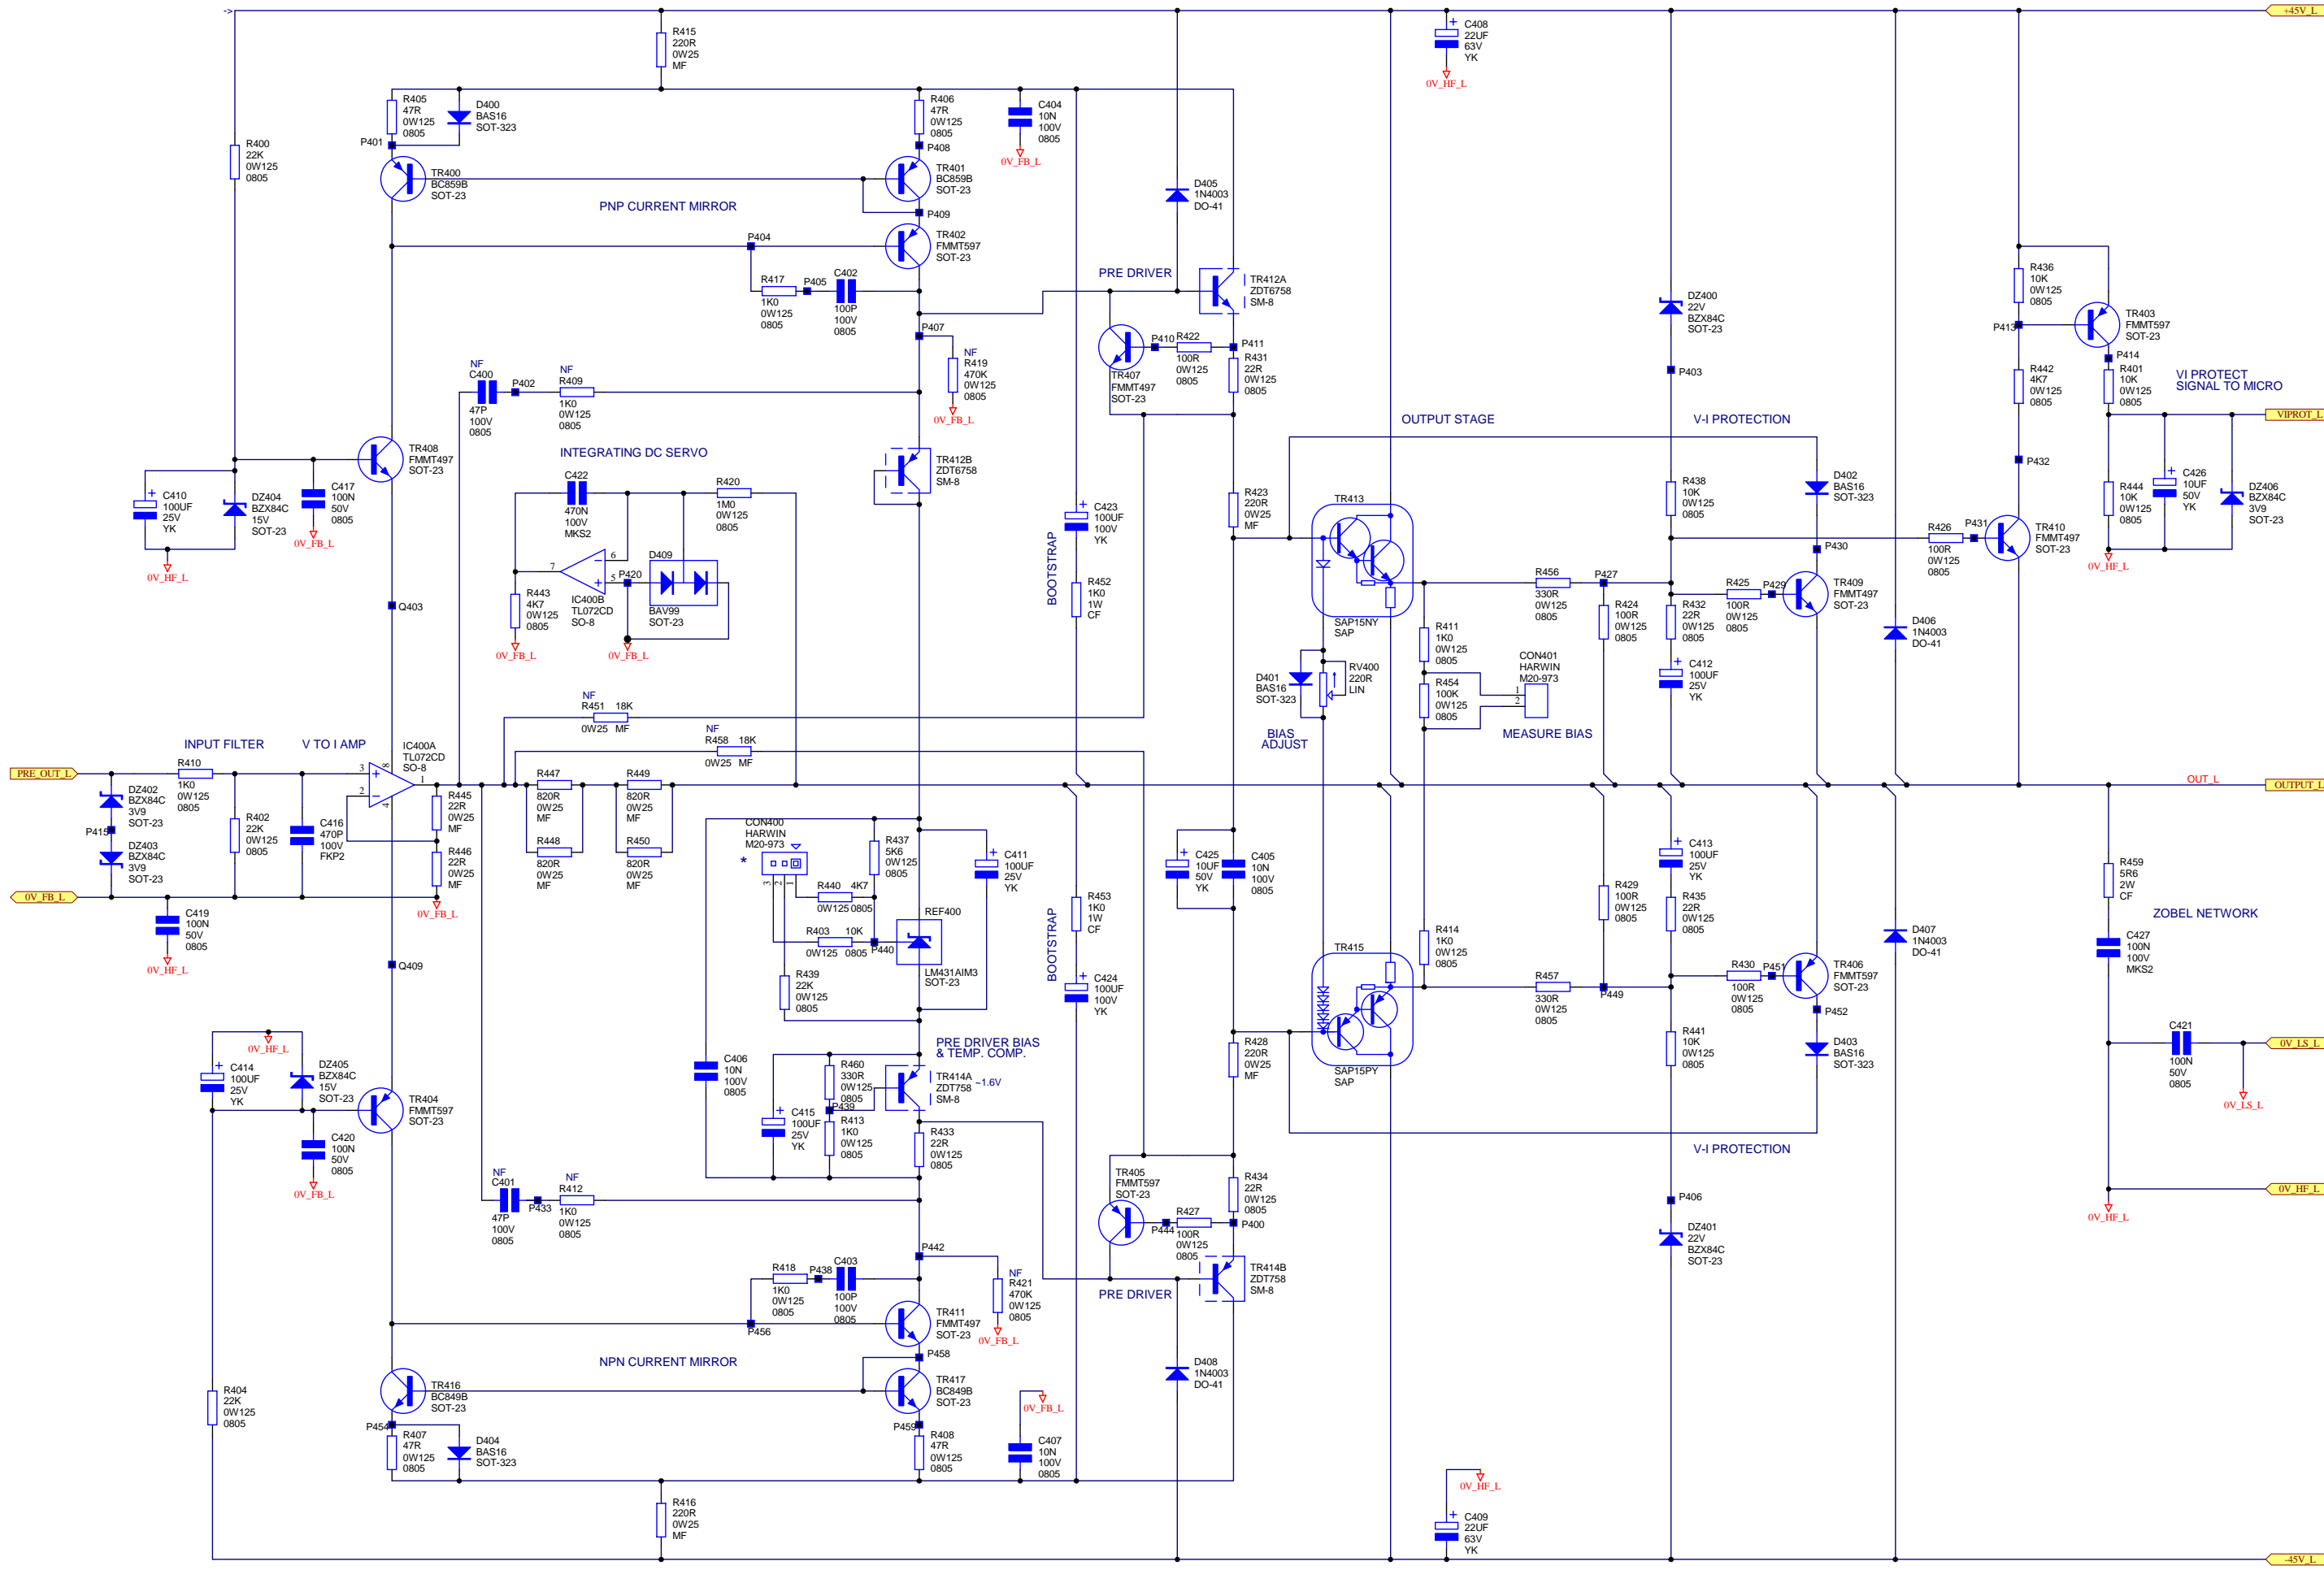 ->
+45V_L
R415
220R
0W25
MF
C408
22UF
63V
YK
0V_HF_L
R405
47R
0W125
0805
D400
BAS16
SOT-323
R406
47R
0W125
0805
C404
10N
100V
0805
0V_FB_L
P401
P408
R400
22K
0W125
0805
TR400
BC859B
SOT-23
TR401
BC859B
SOT-23
PNP CURRENT MIRROR
P409
D405
1N4003
DO-41
P404
TR402
FMMT597
SOT-23
R417
1K0
0W125
0805
P405
C402
100P
100V
0805
PRE DRIVER
TR412A
ZDT6758
SM-8
DZ400
22V
BZX84C
SOT-23
R436
10K
0W125
0805
P413
TR403
FMMT597
SOT-23
P407
NF
R419
470K
0W125
0805
0V_FB_L
TR407
FMMT497
SOT-23
P410
R422
100R
0W125
0805
P411
R431
22R
0W125
0805
P403
P414
R442
4K7
0W125
0805
R401
10K
0W125
0805
VI PROTECT
SIGNAL TO MICRO
VIPROT_L
NF
C400
47P
100V
0805
P402
NF
R409
1K0
0W125
0805
OUTPUT STAGE
V-I PROTECTION
TR408
FMMT497
SOT-23
INTEGRATING DC SERVO
C422
470N
100V
MKS2
R420
1M0
0W125
0805
TR412B
ZDT6758
SM-8
P432
C410
100UF
25V
YK
DZ404
BZX84C
15V
SOT-23
C417
100N
50V
0805
0V_FB_L
0V_HF_L
BOOTSTRAP
C423
100UF
100V
YK
R423
220R
0W25
MF
TR413
R438
10K
0W125
0805
D402
BAS16
SOT-323
R444
10K
0W125
0805
C426
10UF
50V
YK
DZ406
BZX84C
3V9
SOT-23
0V_HF_L
R426
100R
0W125
0805
P431
TR410
FMMT497
SOT-23
P430
7
6
5
P420
D409
BAV99
SOT-23
IC400B
TL072CD
SO-8
R443
4K7
0W125
0805
0V_FB_L
0V_FB_L
Q403
R452
1K0
1W
CF
SAP15NY
SAP
R456
330R
0W125
0805
P427
R424
100R
0W125
0805
R432
22R
0W125
0805
R425
100R
0W125
0805
P429
TR409
FMMT497
SOT-23
D406
1N4003
DO-41
R411
1K0
0W125
0805
D401
BAS16
SOT-323
RV400
220R
LIN
R454
100K
0W125
0805
CON401
HARWIN
M20-973
1
2
C412
100UF
25V
YK
NF
R451 18K
0W25 MF
NF
R458 18K
0W25 MF
BIAS
ADJUST
MEASURE BIAS
PRE_OUT_L
INPUT FILTER
V TO I AMP
IC400A
TL072CD
SO-8
3
2
8
4
1
R410
1K0
0W125
0805
DZ402
BZX84C
3V9
SOT-23
P415
DZ403
BZX84C
3V9
SOT-23
R402
22K
0W125
0805
C416
470P
100V
FKP2
R445
22R
0W25
MF
R446
22R
0W25
MF
0V_FB_L
R447
820R
0W25
MF
R449
820R
0W25
MF
R448
820R
0W25
MF
R450
820R
0W25
MF
OUT_L
OUTPUT_L
0V_FB_L
C419
100N
50V
0805
0V_HF_L
CON400
HARWIN
M20-973
*
3
2
1
R437
5K6
0W125
0805
R440 4K7
0W125 0805
R403 10K
0W125 0805
P440
R439
22K
0W125
0805
C411
100UF
25V
YK
REF400
LM431AIM3
SOT-23
BOOTSTRAP
R453
1K0
1W
CF
C424
100UF
100V
YK
C425
10UF
50V
YK
C405
10N
100V
0805
C413
100UF
25V
YK
R429
100R
0W125
0805
R435
22R
0W125
0805
R459
5R6
2W
CF
ZOBEL NETWORK
C427
100N
100V
MKS2
D407
1N4003
DO-41
R414
1K0
0W125
0805
Q409
TR415
SAP15PY
SAP
R457
330R
0W125
0805
P449
R430
100R
0W125
0805
P451
TR406
FMMT597
SOT-23
P452
D403
BAS16
SOT-323
R441
10K
0W125
0805
C421
100N
50V
0805
0V_LS_L
0V_LS_L
0V_HF_L
C414
100UF
25V
YK
DZ405
BZX84C
15V
SOT-23
TR404
FMMT597
SOT-23
C420
100N
50V
0805
0V_FB_L
PRE DRIVER BIAS
& TEMP. COMP.
C406
10N
100V
0805
R460
330R
0W125
0805
TR414A
ZDT758
SM-8
~1.6V
P439
C415
100UF
25V
YK
R413
1K0
0W125
0805
R433
22R
0W125
0805
R428
220R
0W25
MF
V-I PROTECTION
NF
C401
47P
100V
0805
P433
NF
R412
1K0
0W125
0805
TR405
FMMT597
SOT-23
R434
22R
0W125
0805
P444
R427
100R
0W125
0805
P400
P406
0V_HF_L
0V_HF_L
P442
NF
R421
470K
0W125
0805
0V_FB_L
R418
1K0
0W125
0805
P438
C403
100P
100V
0805
PRE DRIVER
TR414B
ZDT758
SM-8
DZ401
22V
BZX84C
SOT-23
P456
TR411
FMMT497
SOT-23
NPN CURRENT MIRROR
P458
D408
1N4003
DO-41
R404
22K
0W125
0805
TR416
BC849B
SOT-23
TR417
BC849B
SOT-23
0V_FB_L
P454
R407
47R
0W125
0805
D404
BAS16
SOT-323
P459
R408
47R
0W125
0805
C407
10N
100V
0805
0V_HF_L
R416
220R
0W25
MF
C409
22UF
63V
YK
-45V_L